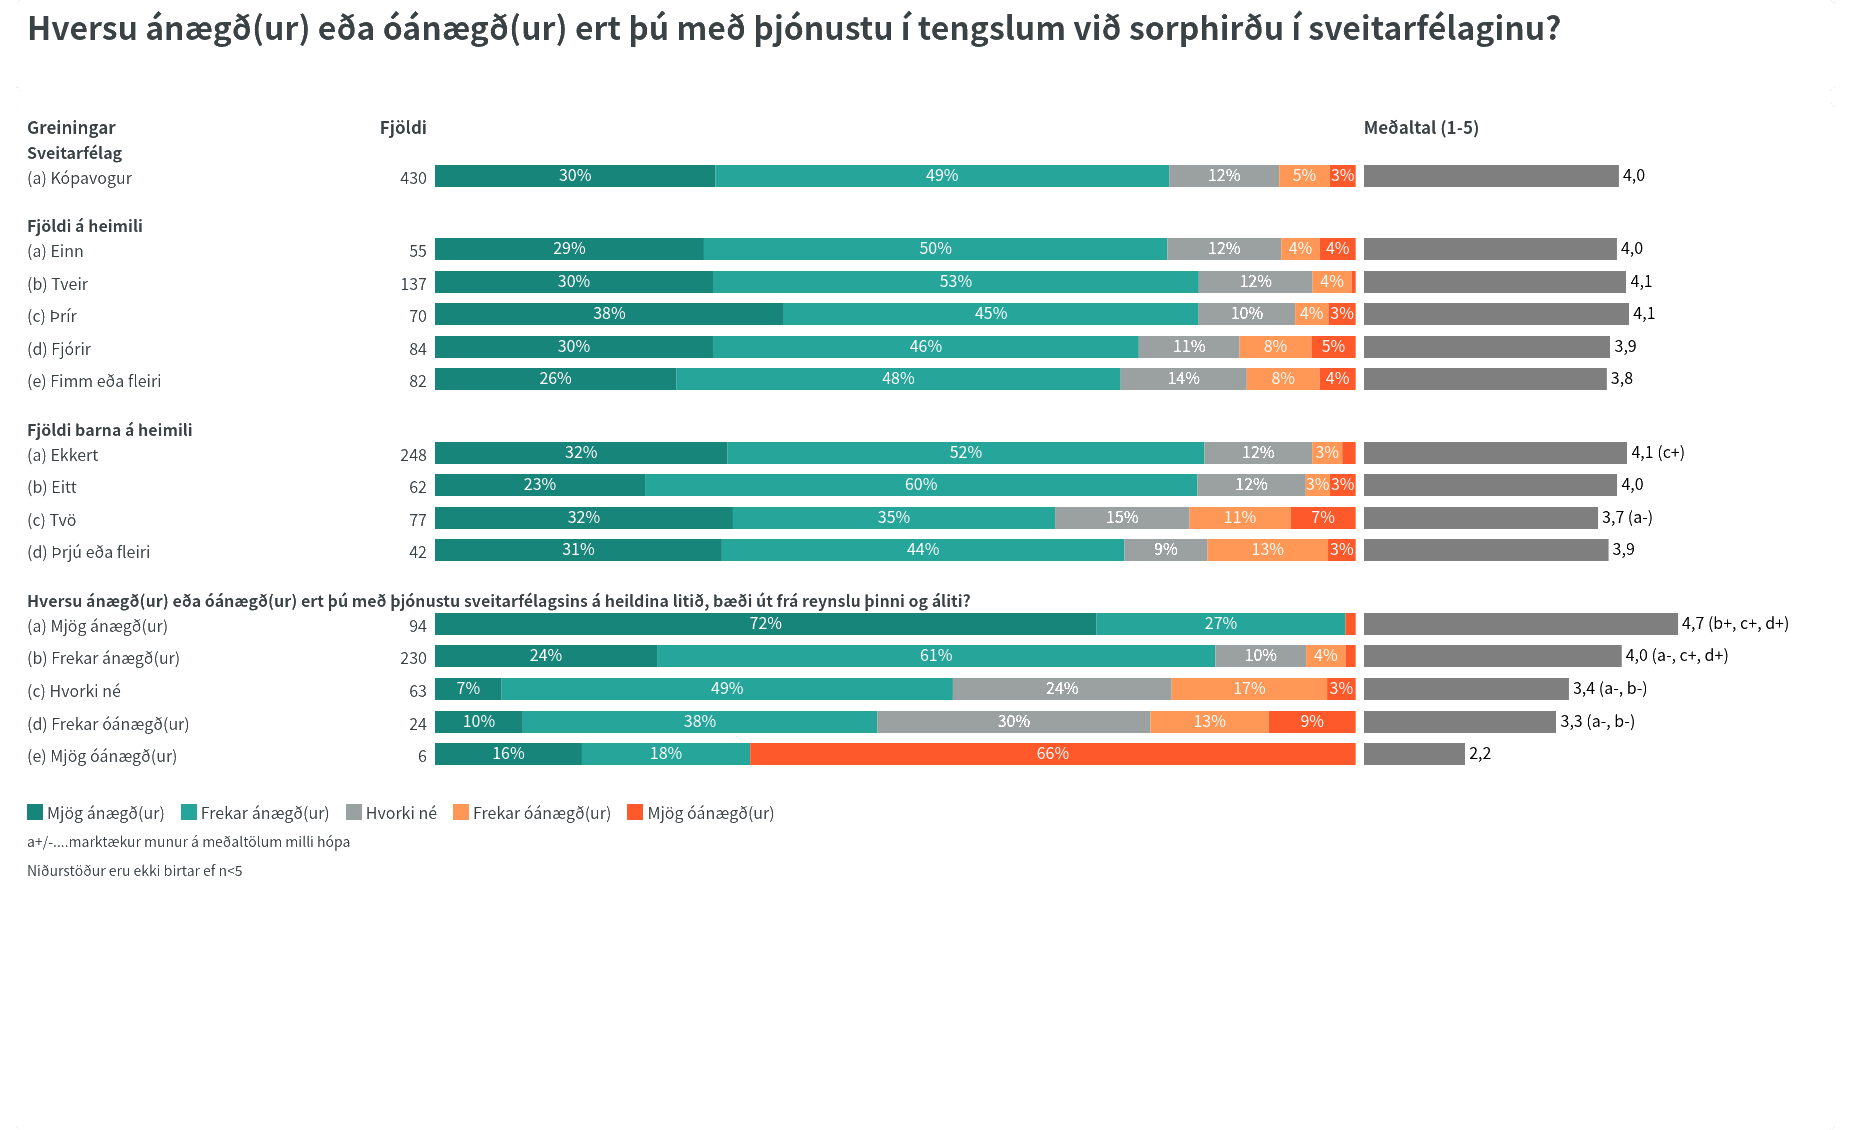 Hversu ánægð(ur) eða óánægð(ur) ert þú með þjónustu í tengslum við sorphirðu í sveitarfélaginu?
Greiningar Fjöldi Meðaltal (1-5)
Sveitarfélag
(a) Kópavogur 430 30% 49% 12% 5% 3% 4,0
Fjöldi á heimili
(a) Einn 55 29% 50% 12% 4% 4% 4,0
(b) Tveir 137 30% 53% 12% 4% 4,1
(c) Þrír 70 38% 45% 10% 4% 3% 4,1
(d) Fjórir 84 30% 46% 11% 8% 5% 3,9
(e) Fimm eða fleiri 82 26% 48% 14% 8% 4% 3,8
Fjöldi barna á heimili
(a) Ekkert 248 32% 52% 12% 3% 4,1 (c+)
(b) Eitt 62 23% 60% 12% 3% 3% 4,0
(c) Tvö 77 32% 35% 15% 11% 7% 3,7 (a-)
(d) Þrjú eða fleiri 42 31% 44% 9% 13% 3% 3,9
Hversu ánægð(ur) eða óánægð(ur) ert þú með þjónustu sveitarfélagsins á heildina litið, bæði út frá reynslu þinni og áliti?
(a) Mjög ánægð(ur) 94 72% 27% 4,7 (b+, c+, d+)
(b) Frekar ánægð(ur) 230 24% 61% 10% 4% 4,0 (a-, c+, d+)
(c) Hvorki né 63 7% 49% 24% 17% 3% 3,4 (a-, b-)
(d) Frekar óánægð(ur) 24 10% 38% 30% 13% 9% 3,3 (a-, b-)
(e) Mjög óánægð(ur) 6 16% 18% 66% 2,2
Mjög ánægð(ur) Frekar ánægð(ur) Hvorki né Frekar óánægð(ur) Mjög óánægð(ur)
a+/-....marktækur munur á meðaltölum milli hópa
Niðurstöður eru ekki birtar ef n<5